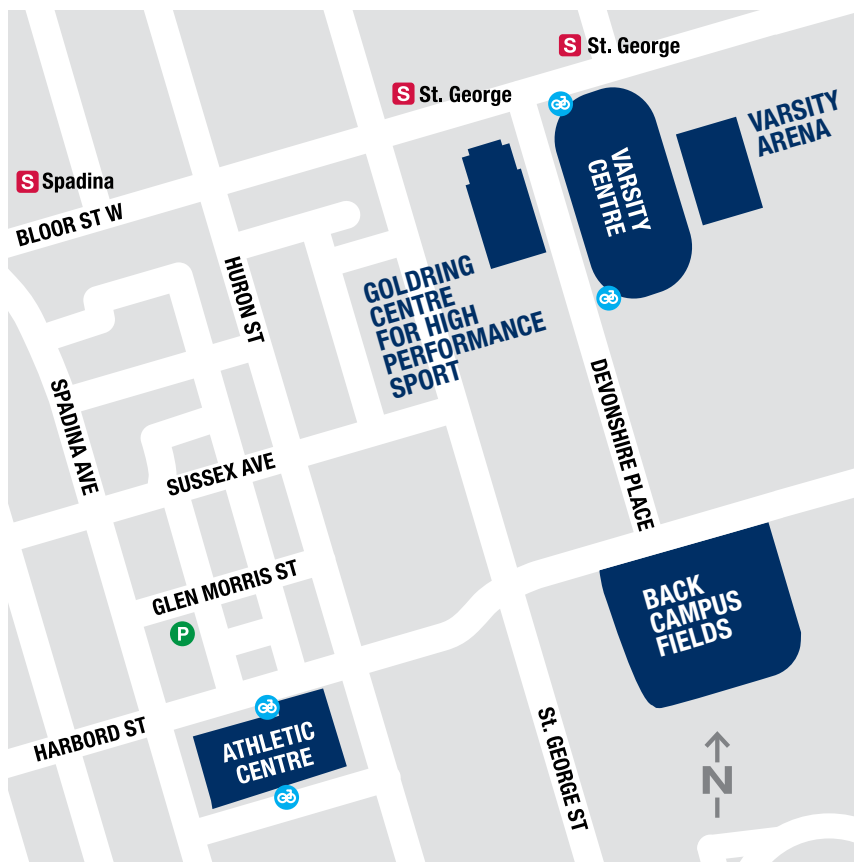 S St. George
S St. George
VARSITY
ARENA
VARSITY
CENTRE
S Spadina
BLOOR ST W
HURON ST
GOLDRING
CENTRE
FOR HIGH
PERFORMANCE
SPORT
SPADINA AVE
DEVONSHIRE PLACE
SUSSEX AVE
GLEN MORRIS ST
P
BACK
CAMPUS
FIELDS
HARBORD ST
ATHLETIC
CENTRE
St. GEORGE ST
N